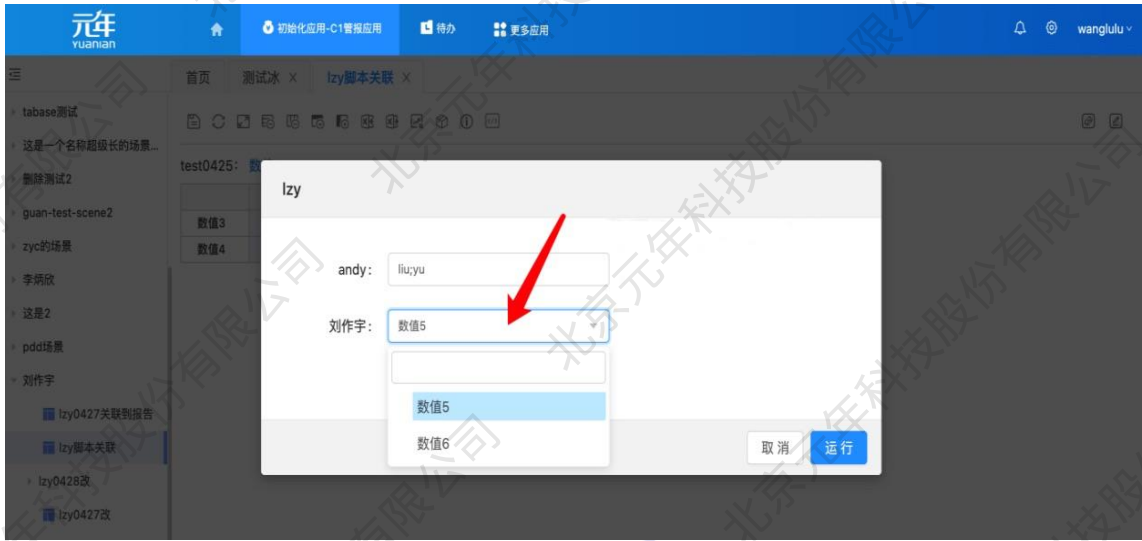 元年
yuanian
初始化应用-C1管报应用
待办
更多应用
wanglulu
首页
测试冰 ×
lzy脚本关联 ×
tabase测试
这是一个名称超级长的场景...
删除测试2
guan-test-scene2
zyc的场景
李炳欣
这是2
pdd场景
刘作宇
lzy0427关联到报告
lzy脚本关联
lzy0428改
lzy0427改
test0425:
数值3
数值4
lzy
andy:
liu;yu
刘作宇:
数值5
数值5
数值6
取消
运行
北京元年科技股份有限公司